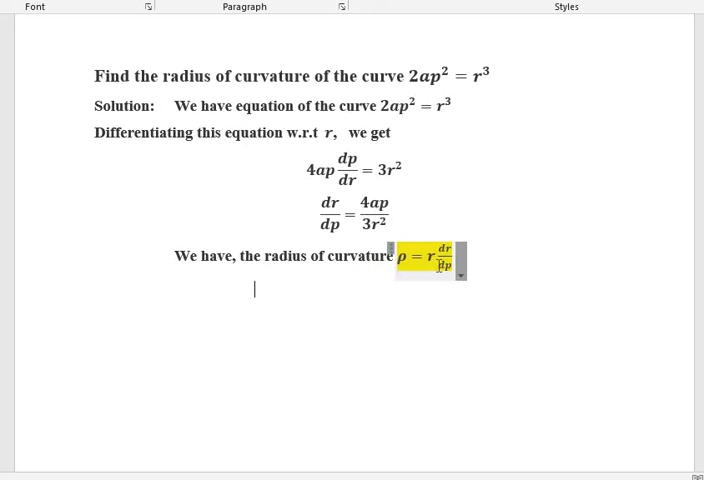 Font Paragraph Styles
Find the radius of curvature of the curve 2ap² = r³
Solution: We have equation of the curve 2ap² = r³
Differentiating this equation w.r.t r, we get
4ap dp/dr = 3r²
dr/dp = 4ap/3r²
We have, the radius of curvature ρ = r dr/dp